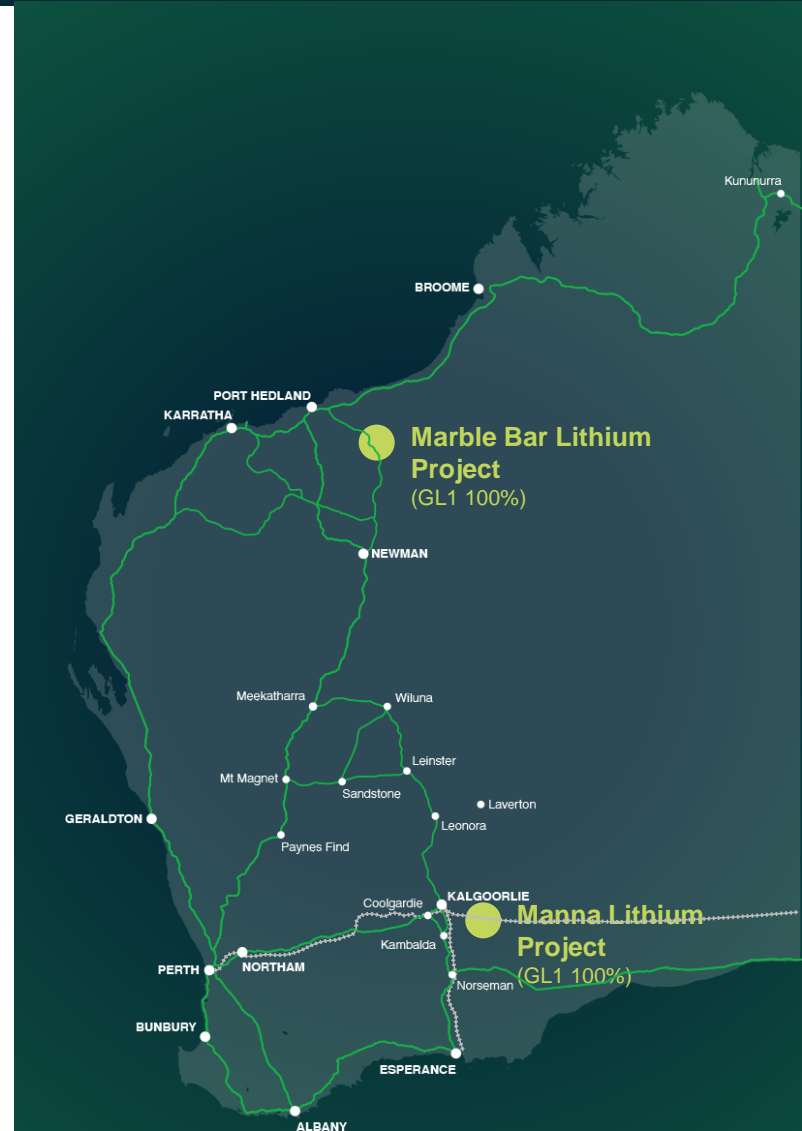 Kununurra
BROOME
PORT HEDLAND
KARRATHA
Marble Bar Lithium
Project
(GL1 100%)
NEWMAN
Meekatharra
Wiluna
Leinster
Mt Magnet
Sandstone
Laverton
GERALDTON
Leonora
Paynes Find
KALGOORLIE
Coolgardie
Manna Lithium
Project
(GL1 100%)
Kambalda
NORTHAM
PERTH
Norseman
BUNBURY
ESPERANCE
ALBANY